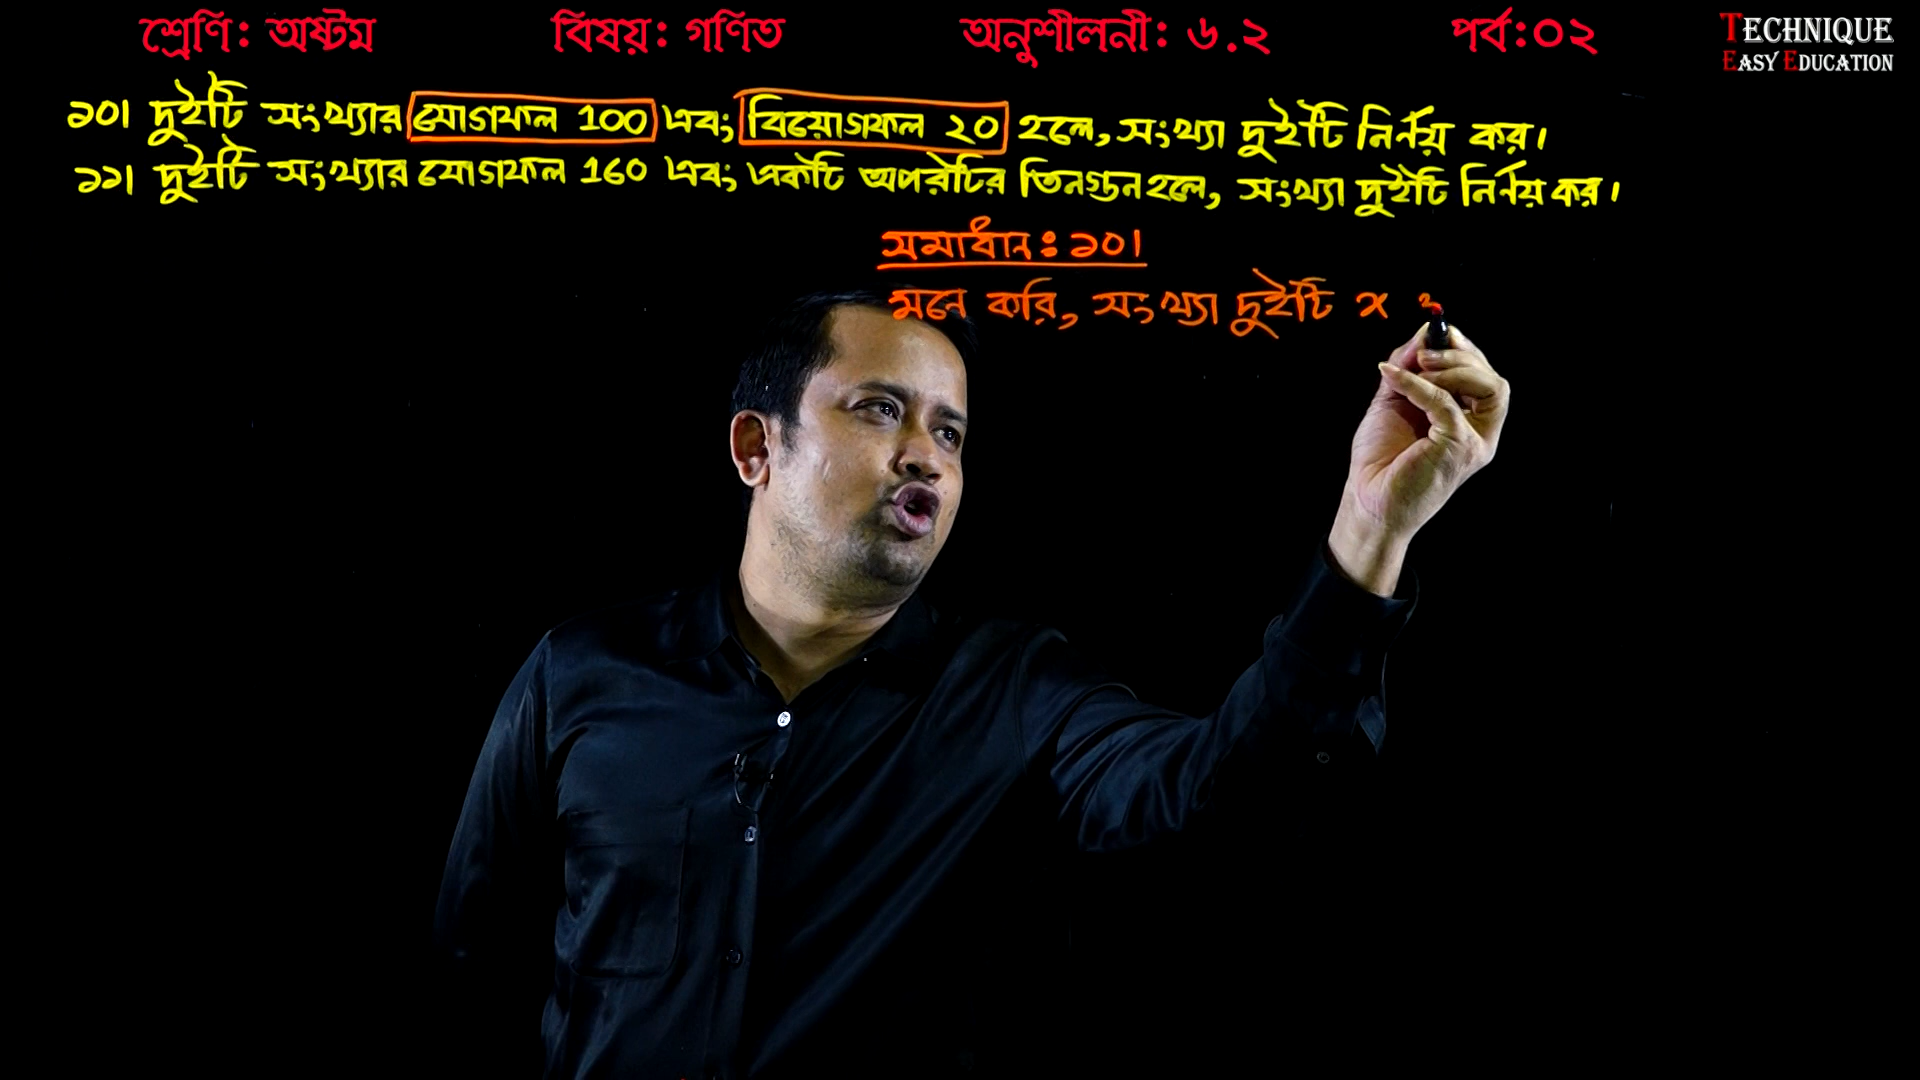 শ্রেণি: অষ্টম বিষয়: গণিত অনুশীলনী: ৬.২ পর্ব:০২
TECHNIQUE
EASY EDUCATION
১০। দুইটি সংখ্যার যোগফল 100 এবং বিয়োগফল ২০ হলে, সংখ্যা দুইটি নির্নয় কর।
১১। দুইটি সংখ্যার যোগফল 160 এবং একটি অপরটির তিনগুন হলে, সংখ্যা দুইটি নির্নয় কর।
সমাধান: ১০।
মনে করি, সংখ্যা দুইটি x